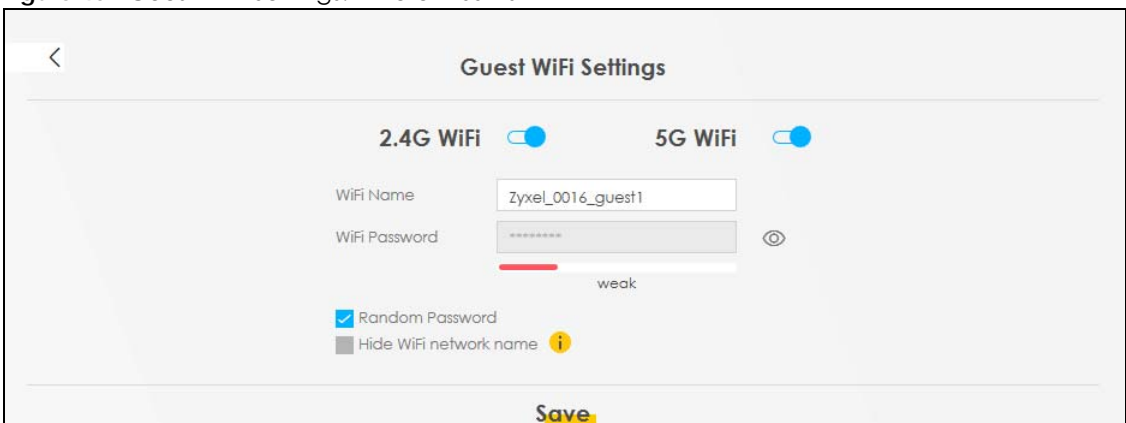 Guest WiFi Settings
2.4G WiFi 5G WiFi
WiFi Name Zyxel_0016_guest1
WiFi Password ********
weak
Random Password
Hide WiFi network name i
Save